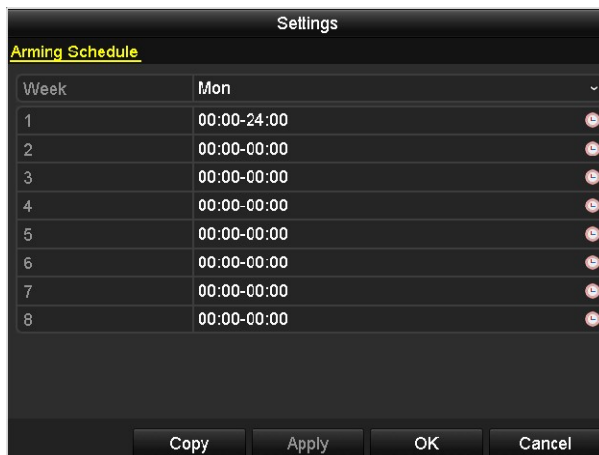 Settings
Arming Schedule
Week Mon
1 00:00-24:00
2 00:00-00:00
3 00:00-00:00
4 00:00-00:00
5 00:00-00:00
6 00:00-00:00
7 00:00-00:00
8 00:00-00:00
Copy Apply OK Cancel